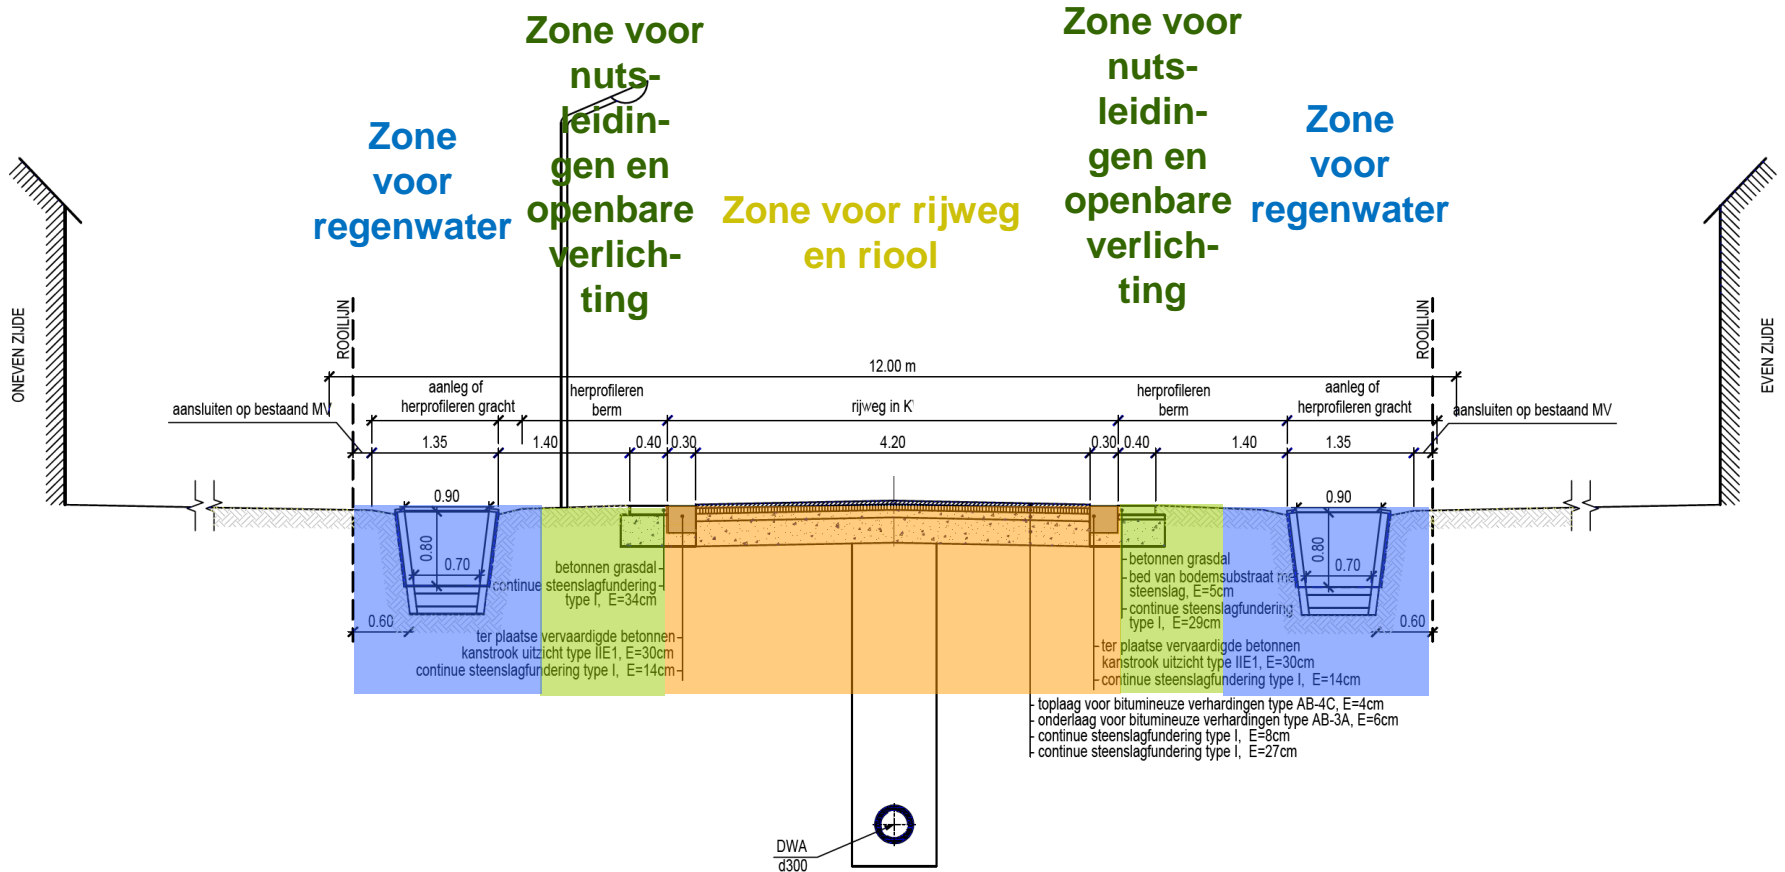 Zone voor
nuts-
leidin-
gen en
openbare
verlich-
ting
Zone voor
nuts-
leidin-
gen en
openbare
verlich-
ting
Zone
voor
regenwater
Zone
voor
regenwater
Zone voor rijweg
en riool
ONEVEN ZIJDE
ROOILIJN
ROOILIJN
EVEN ZIJDE
12.00 m
aanleg of
herprofileren gracht
herprofileren
berm
rijweg in
herprofileren
berm
aanleg of
herprofileren gracht
aansluiten op bestaand MV
aansluiten op bestaand MV
1.35
1.40
0.40
0.30
4.20
0.30
0.40
1.40
1.35
0.90
0.80
0.70
0.60
0.90
0.80
0.70
0.60
betonnen grasdal
continue steenslagfundering
type I, E=34cm
ter plaatse vervaardigde betonnen
kanstrook uitzicht type IIE1, E=30cm
continue steenslagfundering type I, E=14cm
betonnen grasdal
bed van bodemsubstraat
steenslag, E=5cm
continue steenslagfundering
type I, E=29cm
ter plaatse vervaardigde betonnen
kanstrook uitzicht type IIE1, E=30cm
continue steenslagfundering type I, E=14cm
- toplaag voor bitumineuze verhardingen type AB-4C, E=4cm
- onderlaag voor bitumineuze verhardingen type AB-3A, E=6cm
- continue steenslagfundering type I, E=8cm
- continue steenslagfundering type I, E=27cm
DWA
d300